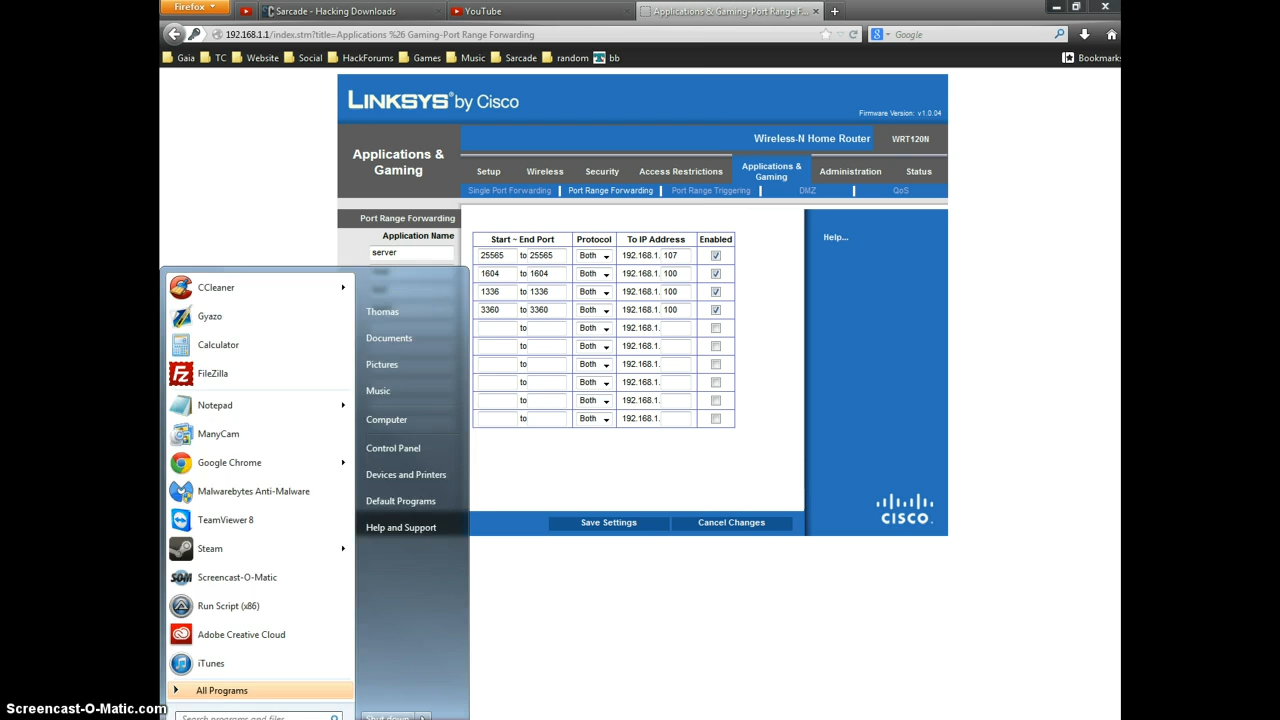 Firefox
Sarcade - Hacking Downloads
YouTube
Applications & Gaming-Port Range F...
192.168.1.1/index.stm?title=Applications %26 Gaming-Port Range Forwarding
Google
Gaia
TC
Website
Social
HackForums
Games
Music
Sarcade
random
bb
Bookmarks
LINKSYS by Cisco
Firmware Version: v1.0.04
Wireless-N Home Router
WRT120N
Applications & Gaming
Setup
Wireless
Security
Access Restrictions
Applications & Gaming
Administration
Status
Single Port Forwarding
Port Range Forwarding
Port Range Triggering
DMZ
QoS
Port Range Forwarding
Application Name
server
Start ~ End Port
Protocol
To IP Address
Enabled
25565 to 25565 Both 192.168.1. 107
1604 to 1604 Both 192.168.1. 100
1336 to 1336 Both 192.168.1. 100
3360 to 3360 Both 192.168.1. 100
to Both 192.168.1.
to Both 192.168.1.
to Both 192.168.1.
to Both 192.168.1.
to Both 192.168.1.
to Both 192.168.1.
Help...
Save Settings
Cancel Changes
CISCO
CCleaner
Gyazo
Calculator
FileZilla
Notepad
ManyCam
Google Chrome
Malwarebytes Anti-Malware
TeamViewer 8
Steam
Screencast-O-Matic
Run Script (x86)
Adobe Creative Cloud
iTunes
All Programs
Search programs and files
Thomas
Documents
Pictures
Music
Computer
Control Panel
Devices and Printers
Default Programs
Help and Support
Shut down
Screencast-O-Matic.com